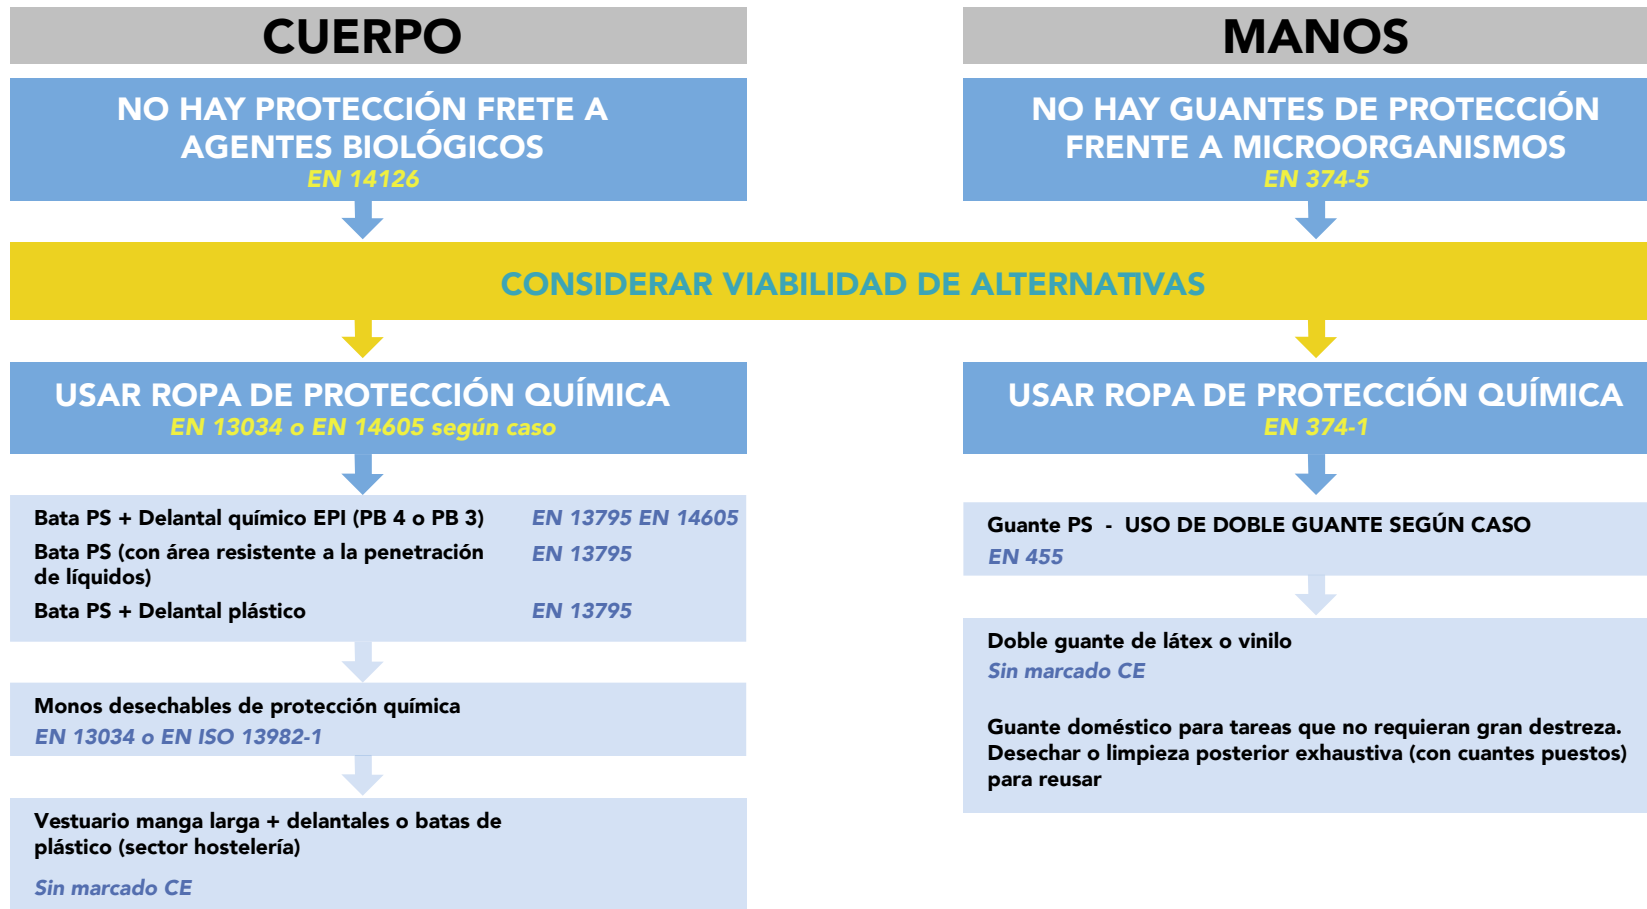 CUERPO
NO HAY PROTECCIÓN FRETE A
AGENTES BIOLÓGICOS
EN 14126
MANOS
NO HAY GUANTES DE PROTECCIÓN
FRENTE A MICROORGANISMOS
EN 374-5
CONSIDERAR VIABILIDAD DE ALTERNATIVAS
USAR ROPA DE PROTECCIÓN QUÍMICA
EN 13034 o EN 14605 según caso
Bata PS + Delantal químico EPI (PB 4 o PB 3) EN 13795 EN 14605
Bata PS (con área resistente a la penetración EN 13795
de líquidos)
Bata PS + Delantal plástico EN 13795
Monos desechables de protección química
EN 13034 o EN ISO 13982-1
Vestuario manga larga + delantales o batas de
plástico (sector hostelería)
Sin marcado CE
USAR ROPA DE PROTECCIÓN QUÍMICA
EN 374-1
Guante PS - USO DE DOBLE GUANTE SEGÚN CASO
EN 455
Doble guante de látex o vinilo
Sin marcado CE
Guante doméstico para tareas que no requieran gran destreza.
Desechar o limpieza posterior exhaustiva (con cuantes puestos)
para reusar